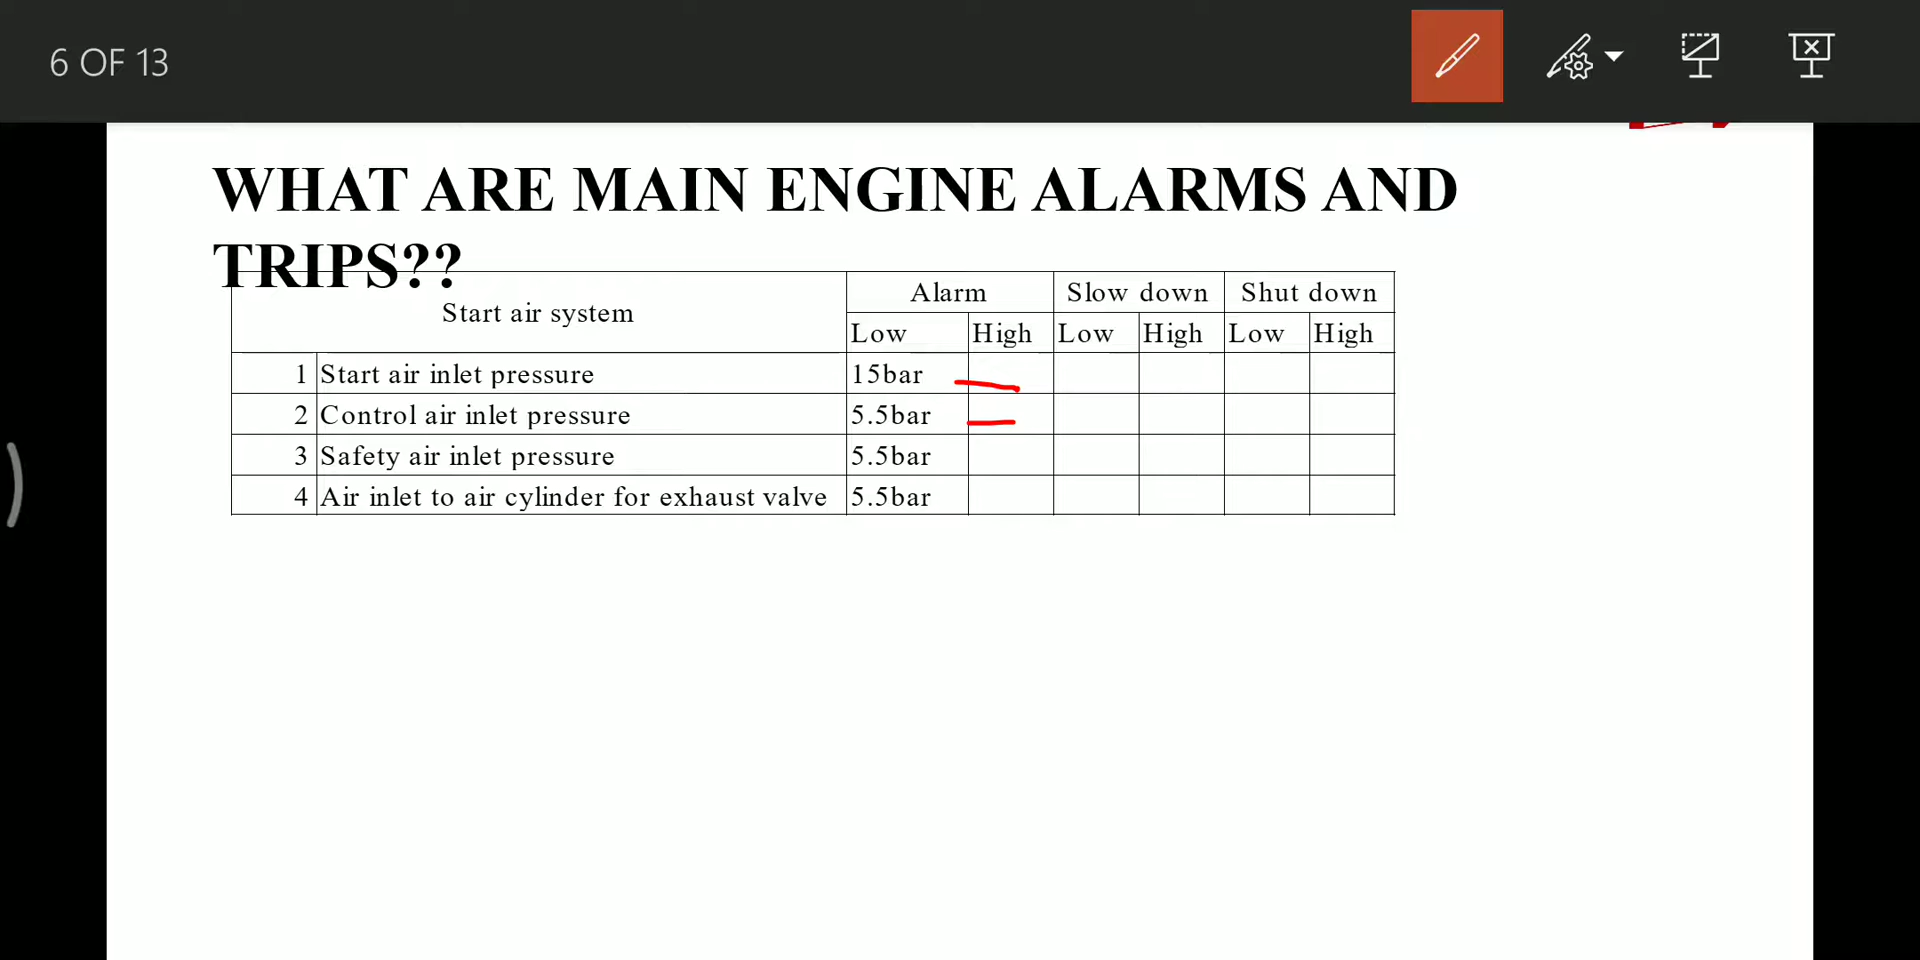 6 OF 13
WHAT ARE MAIN ENGINE ALARMS AND
TRIPS??
Start air system Alarm Slow down Shut down
Low High Low High Low High
1 Start air inlet pressure 15bar
2 Control air inlet pressure 5.5bar
3 Safety air inlet pressure 5.5bar
4 Air inlet to air cylinder for exhaust valve 5.5bar